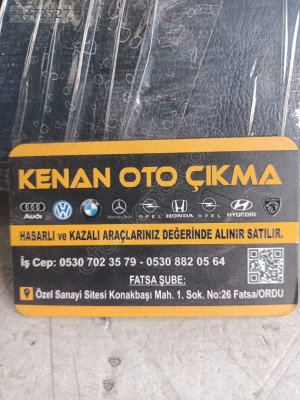 KENAN OTO ÇIKMA
Audi
Mercedes-Benz OPEL HONDA OPEL HYUNDAI
HASARLI ve KAZALI ARAÇLARINIZ DEĞERİNDE ALINIR SATILIR.
İş Cep: 0530 702 35 79 - 0530 882 05 64
FATSA ŞUBE:
Özel Sanayi Sitesi Konakbaşı Mah. 1. Sok. No:26 Fatsa/ORDU